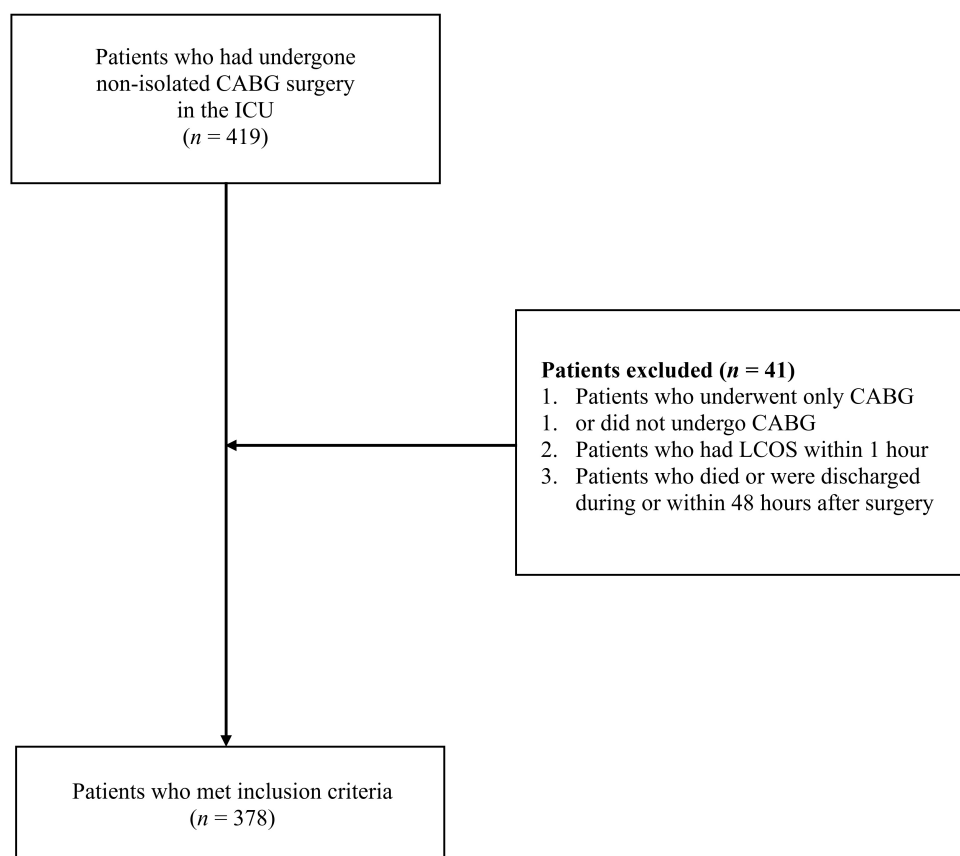 Patients who had undergone
non-isolated CABG surgery
in the ICU
(n = 419)
Patients excluded (n = 41)
1. Patients who underwent only CABG
1. or did not undergo CABG
2. Patients who had LCOS within 1 hour
3. Patients who died or were discharged
during or within 48 hours after surgery
Patients who met inclusion criteria
(n = 378)